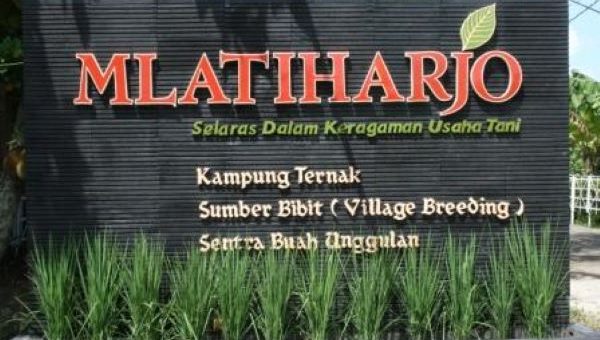 MLATIHARJO
Selaras Dalam Keragaman Usaha Tani
Kampung Ternak
Sumber Bibit ( Village Breeding )
Sentra Buah Unggulan